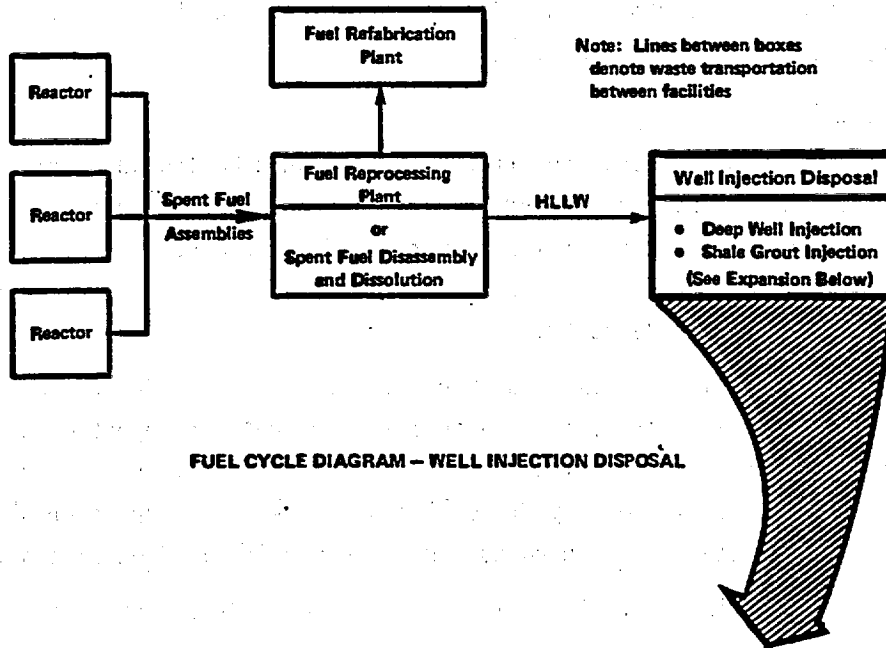 Fuel Refabrication
Plant
Note: Lines between boxes
denote waste transportation
between facilities
Reactor
Reactor
Reactor
Spent Fuel
Assemblies
Fuel Reprocessing
Plant
or
Spent Fuel Disassembly
and Dissolution
HLLW
Well Injection Disposal
• Deep Well Injection
• Shale Grout Injection
(See Expansion Below)
FUEL CYCLE DIAGRAM – WELL INJECTION DISPOSAL